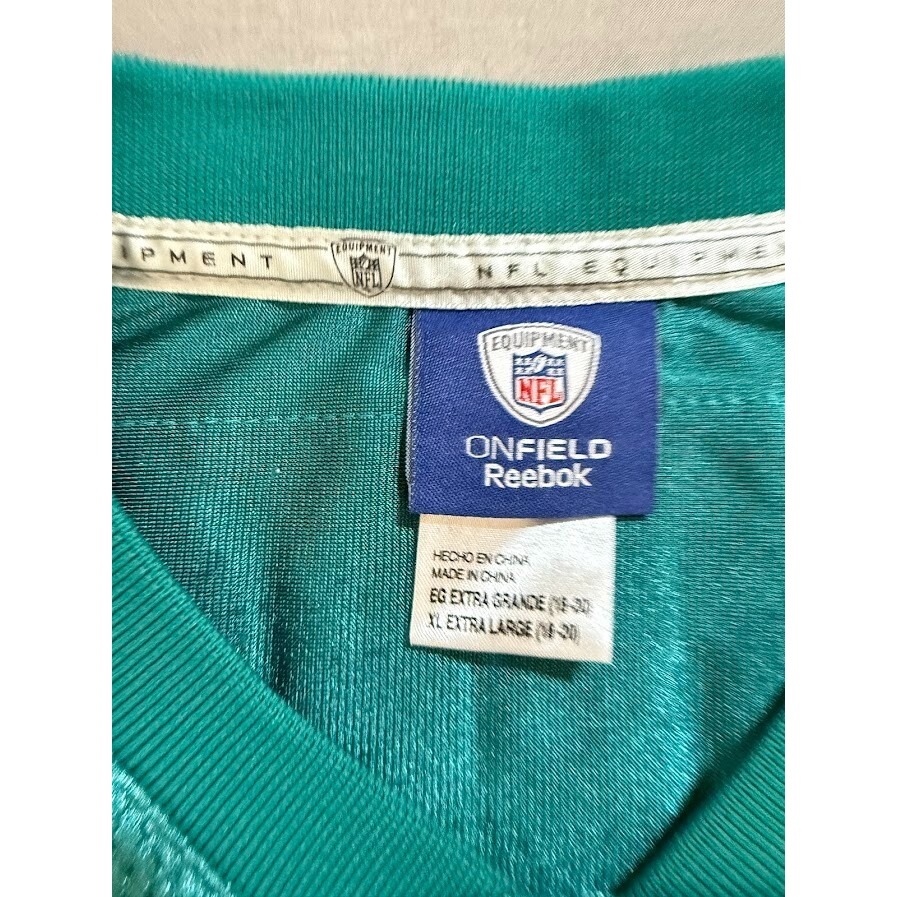 IPMENT
EQUIPMENT
NFL
NFL EQUIPME
EQUIPMENT
NFL
ONFIELD
Reebok
HECHO EN CHINA
MADE IN CHINA
EG EXTRA GRANDE (18-20)
XL EXTRA LARGE (18-20)